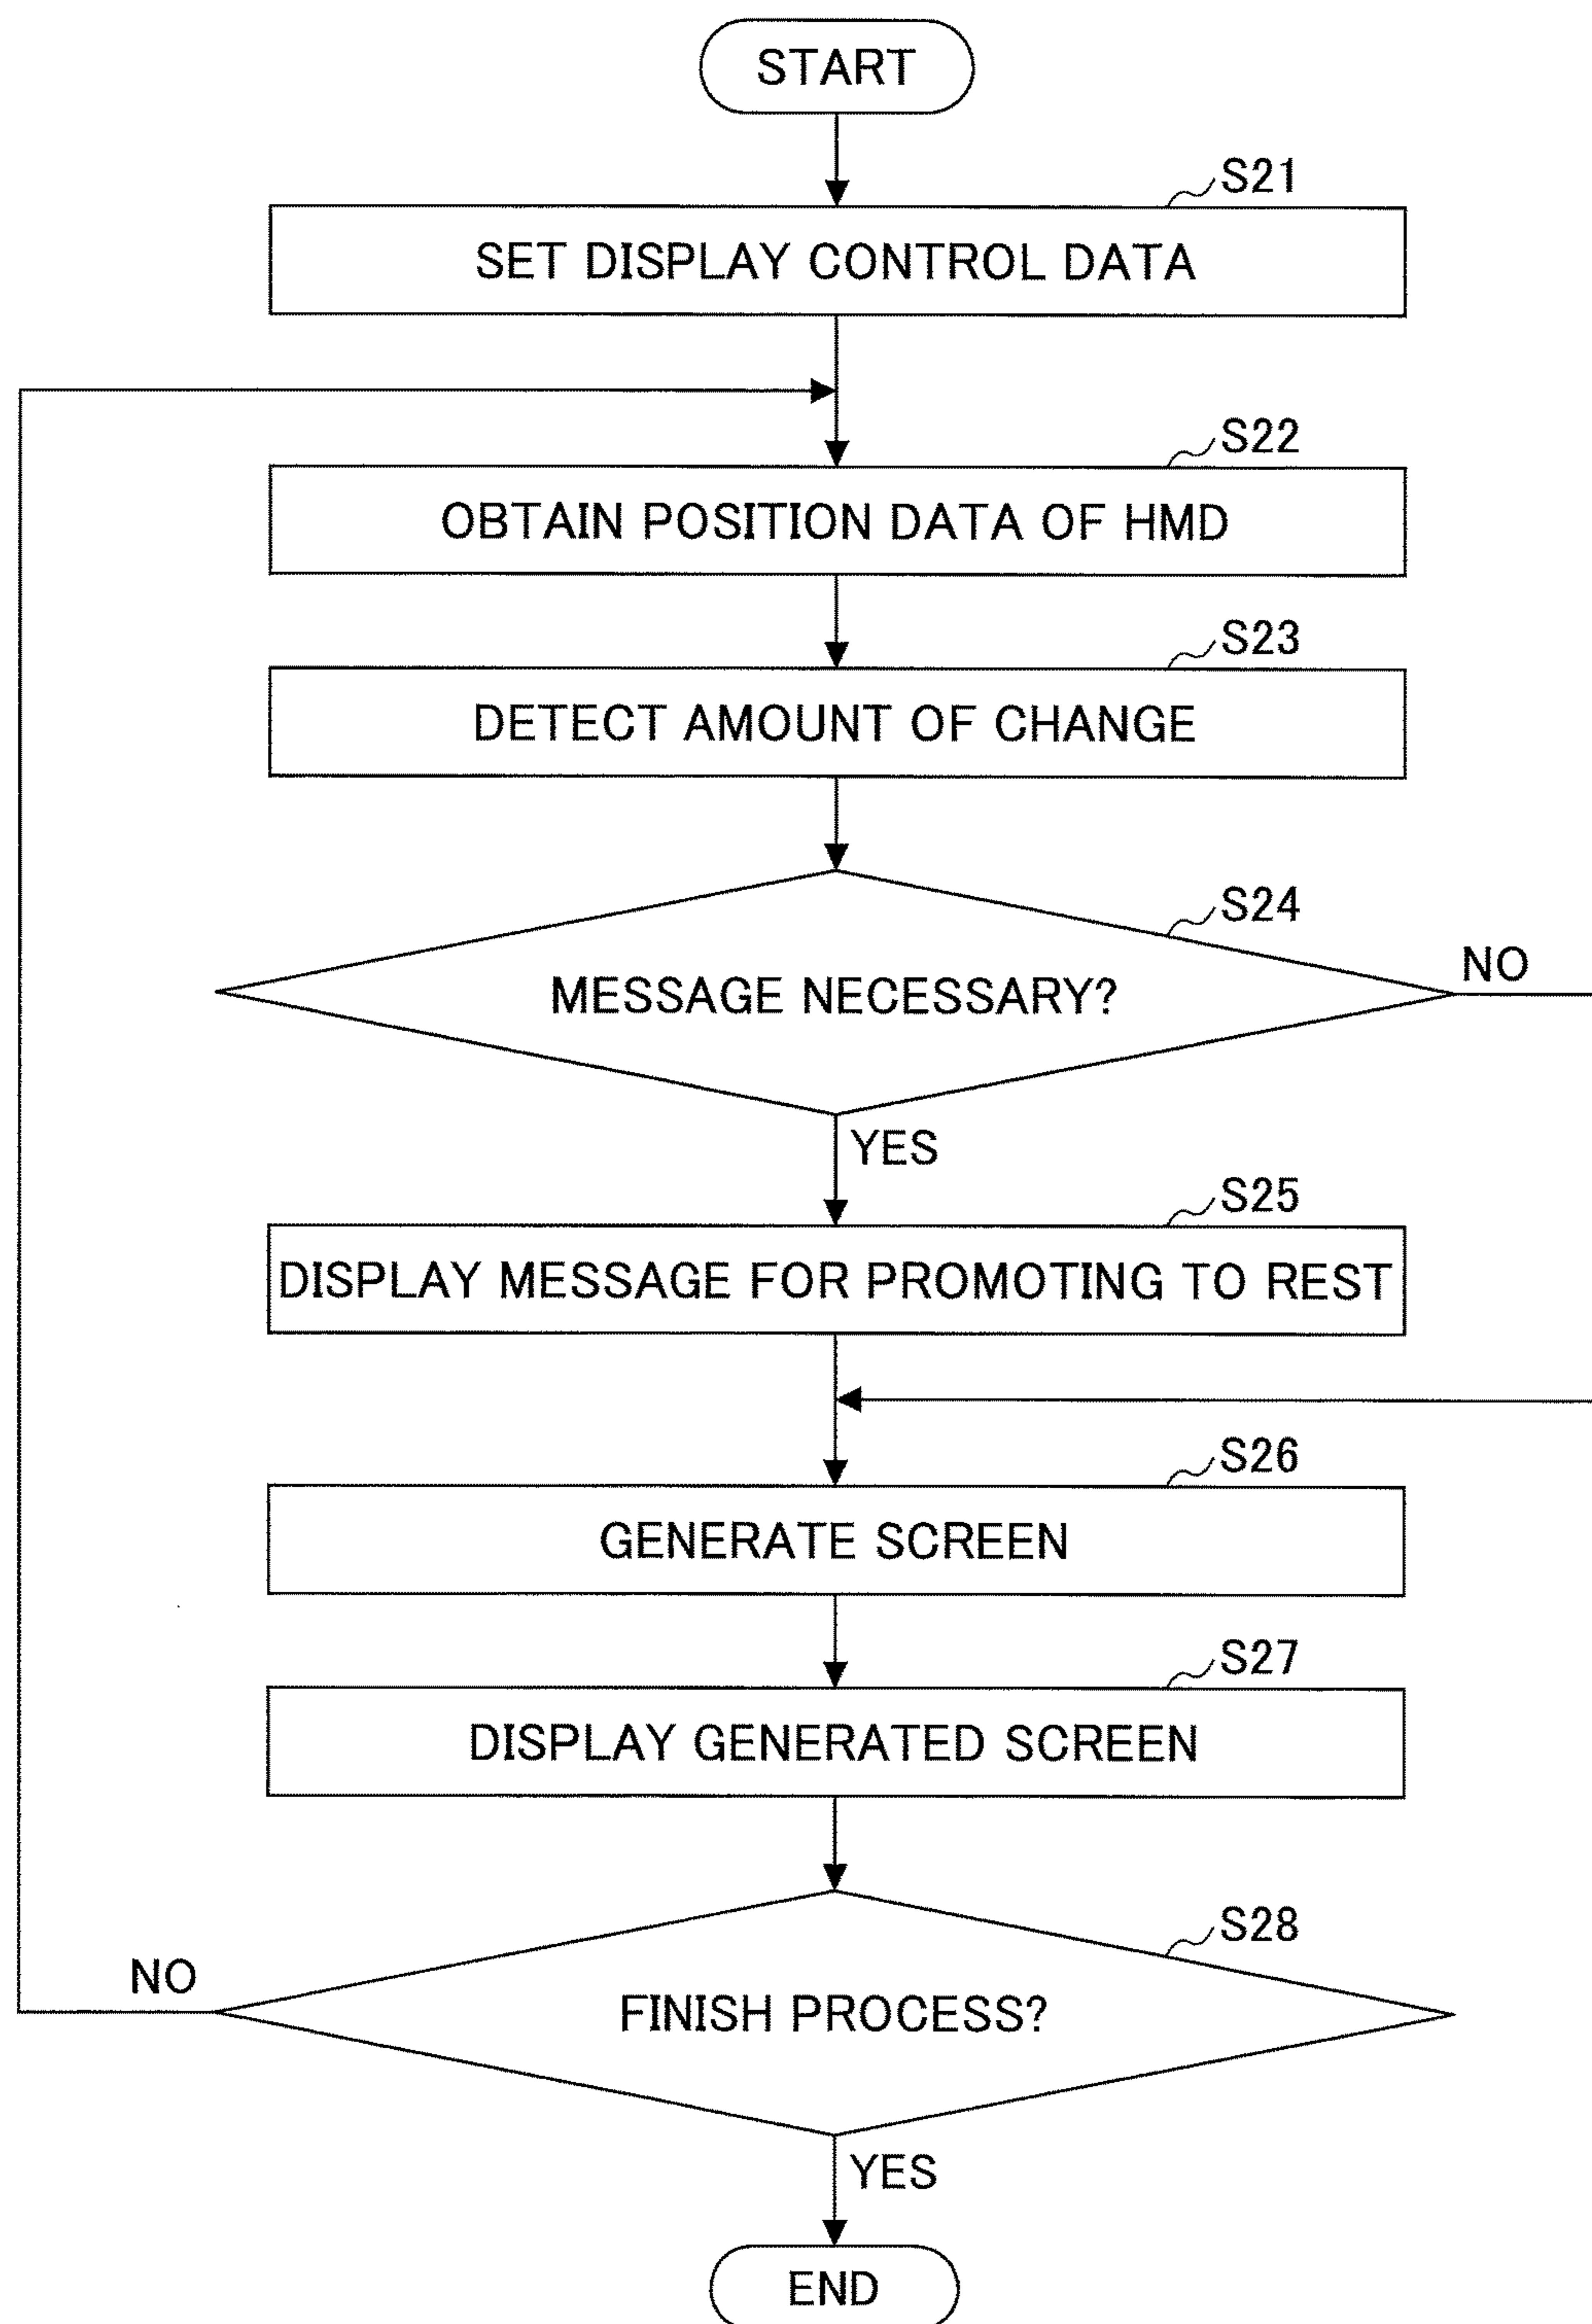 START
S21
SET DISPLAY CONTROL DATA
S22
OBTAIN POSITION DATA OF HMD
S23
DETECT AMOUNT OF CHANGE
S24
MESSAGE NECESSARY?
NO
YES
S25
DISPLAY MESSAGE FOR PROMOTING TO REST
S26
GENERATE SCREEN
S27
DISPLAY GENERATED SCREEN
S28
NO
FINISH PROCESS?
YES
END